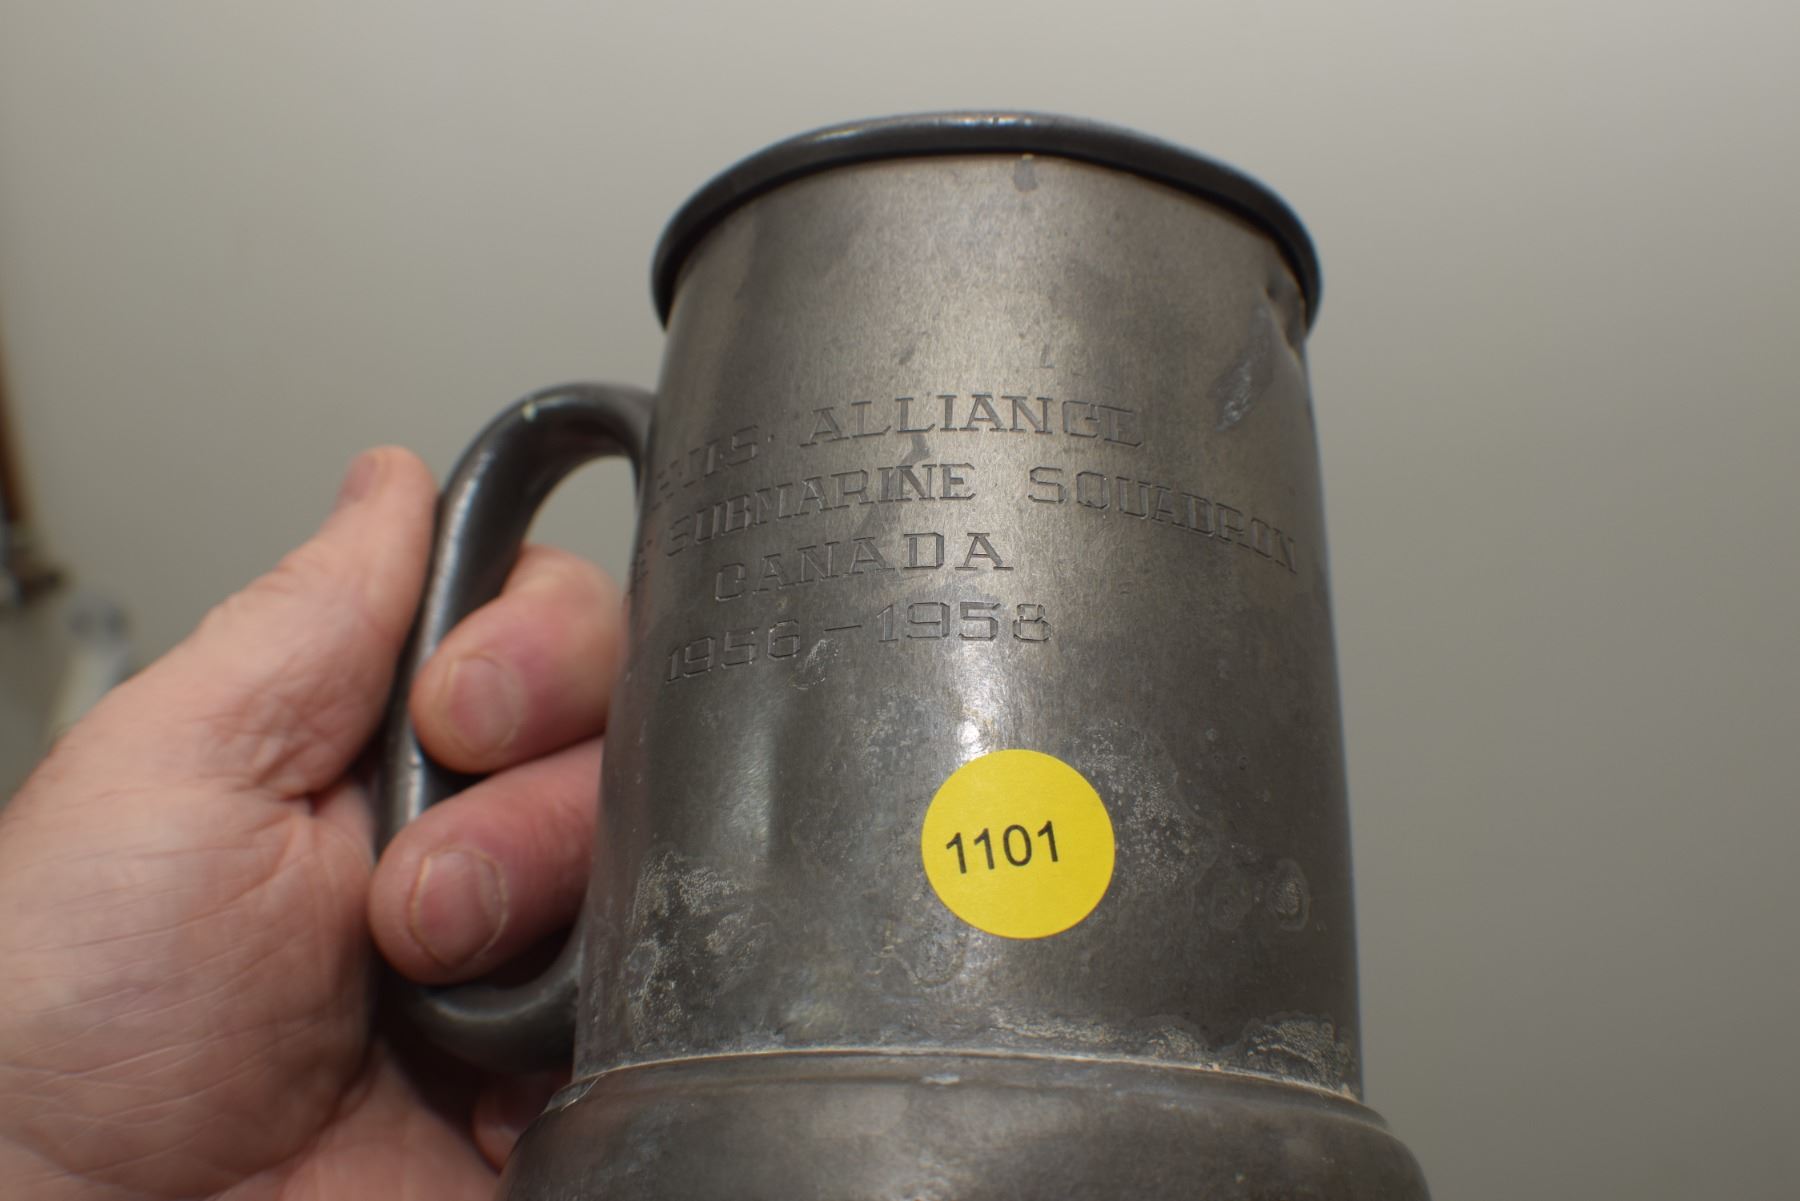 H.M.S. ALLIANCE
SUBMARINE SQUADRON
CANADA
1956-1958
1101